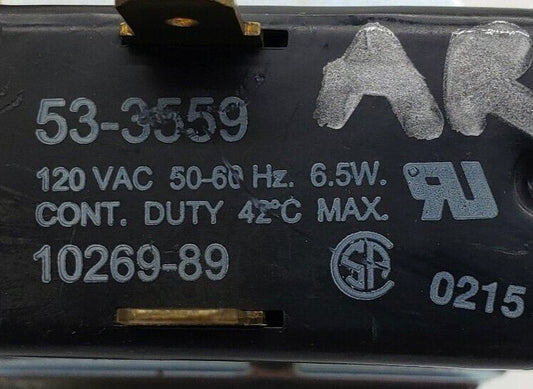 AR
53-3559
120 VAC 50-60 Hz. 6.5W.
CONT. DUTY 42°C MAX.
10269-89
0215